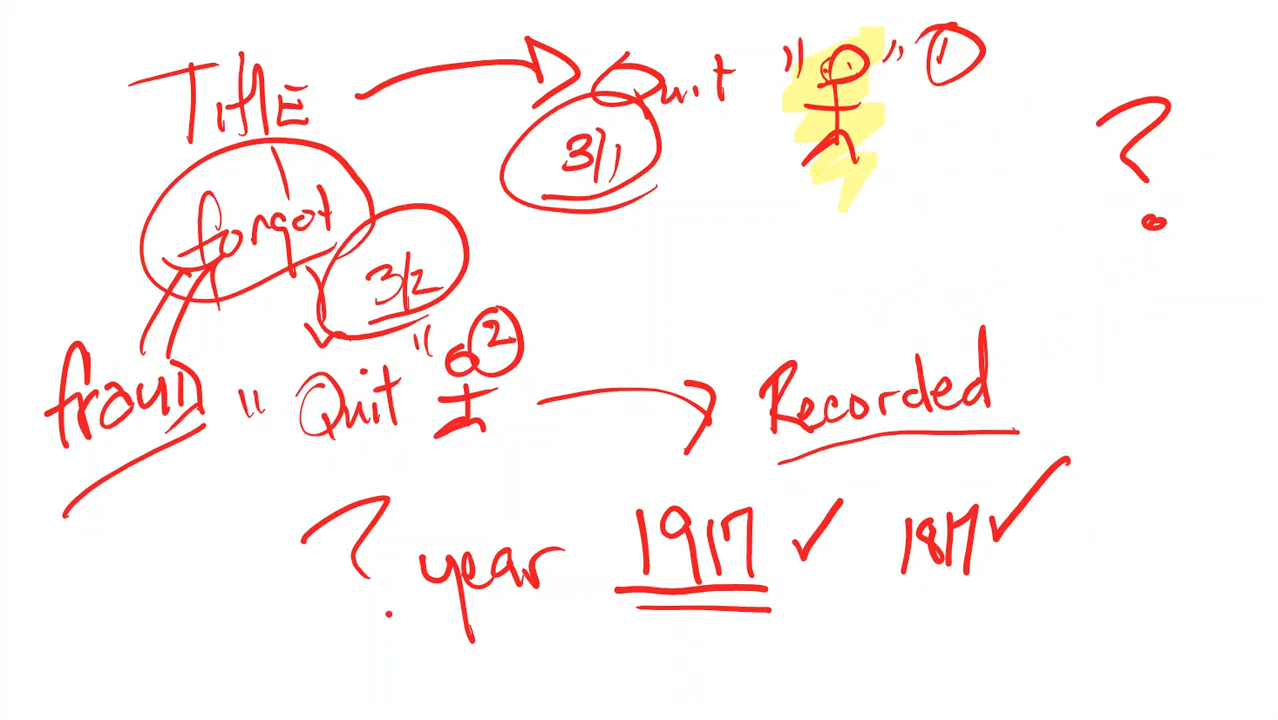 Title Quit " " 1
3/1 ?
forgot
3/2
fraud "Quit " 2 Recorded
? year 1917 ✓ 1817 ✓